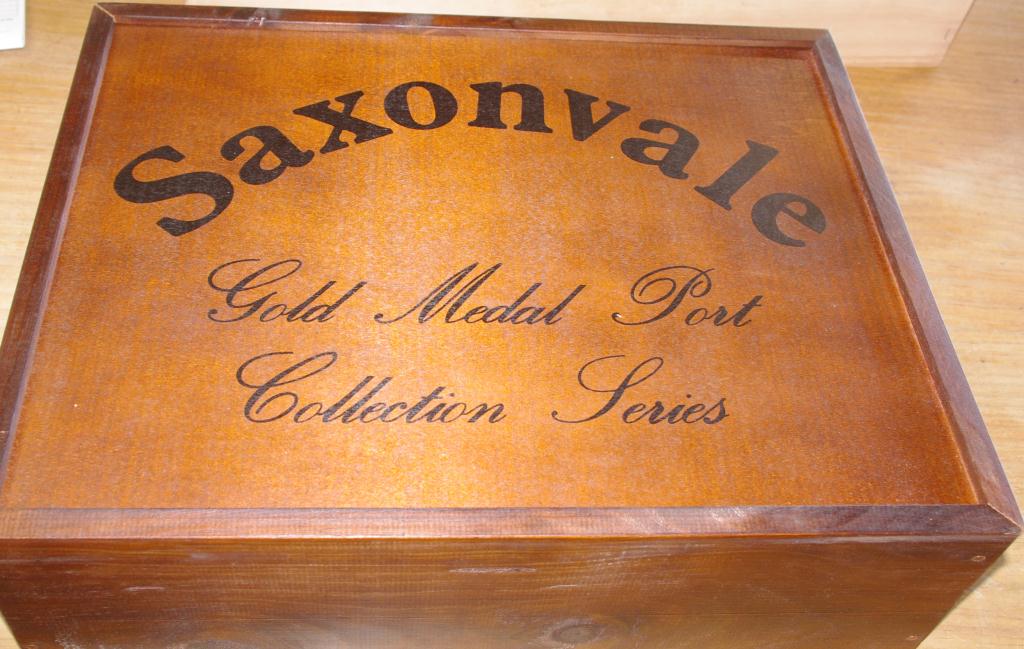 Saxonvale
Gold Medal Port
Collection Series